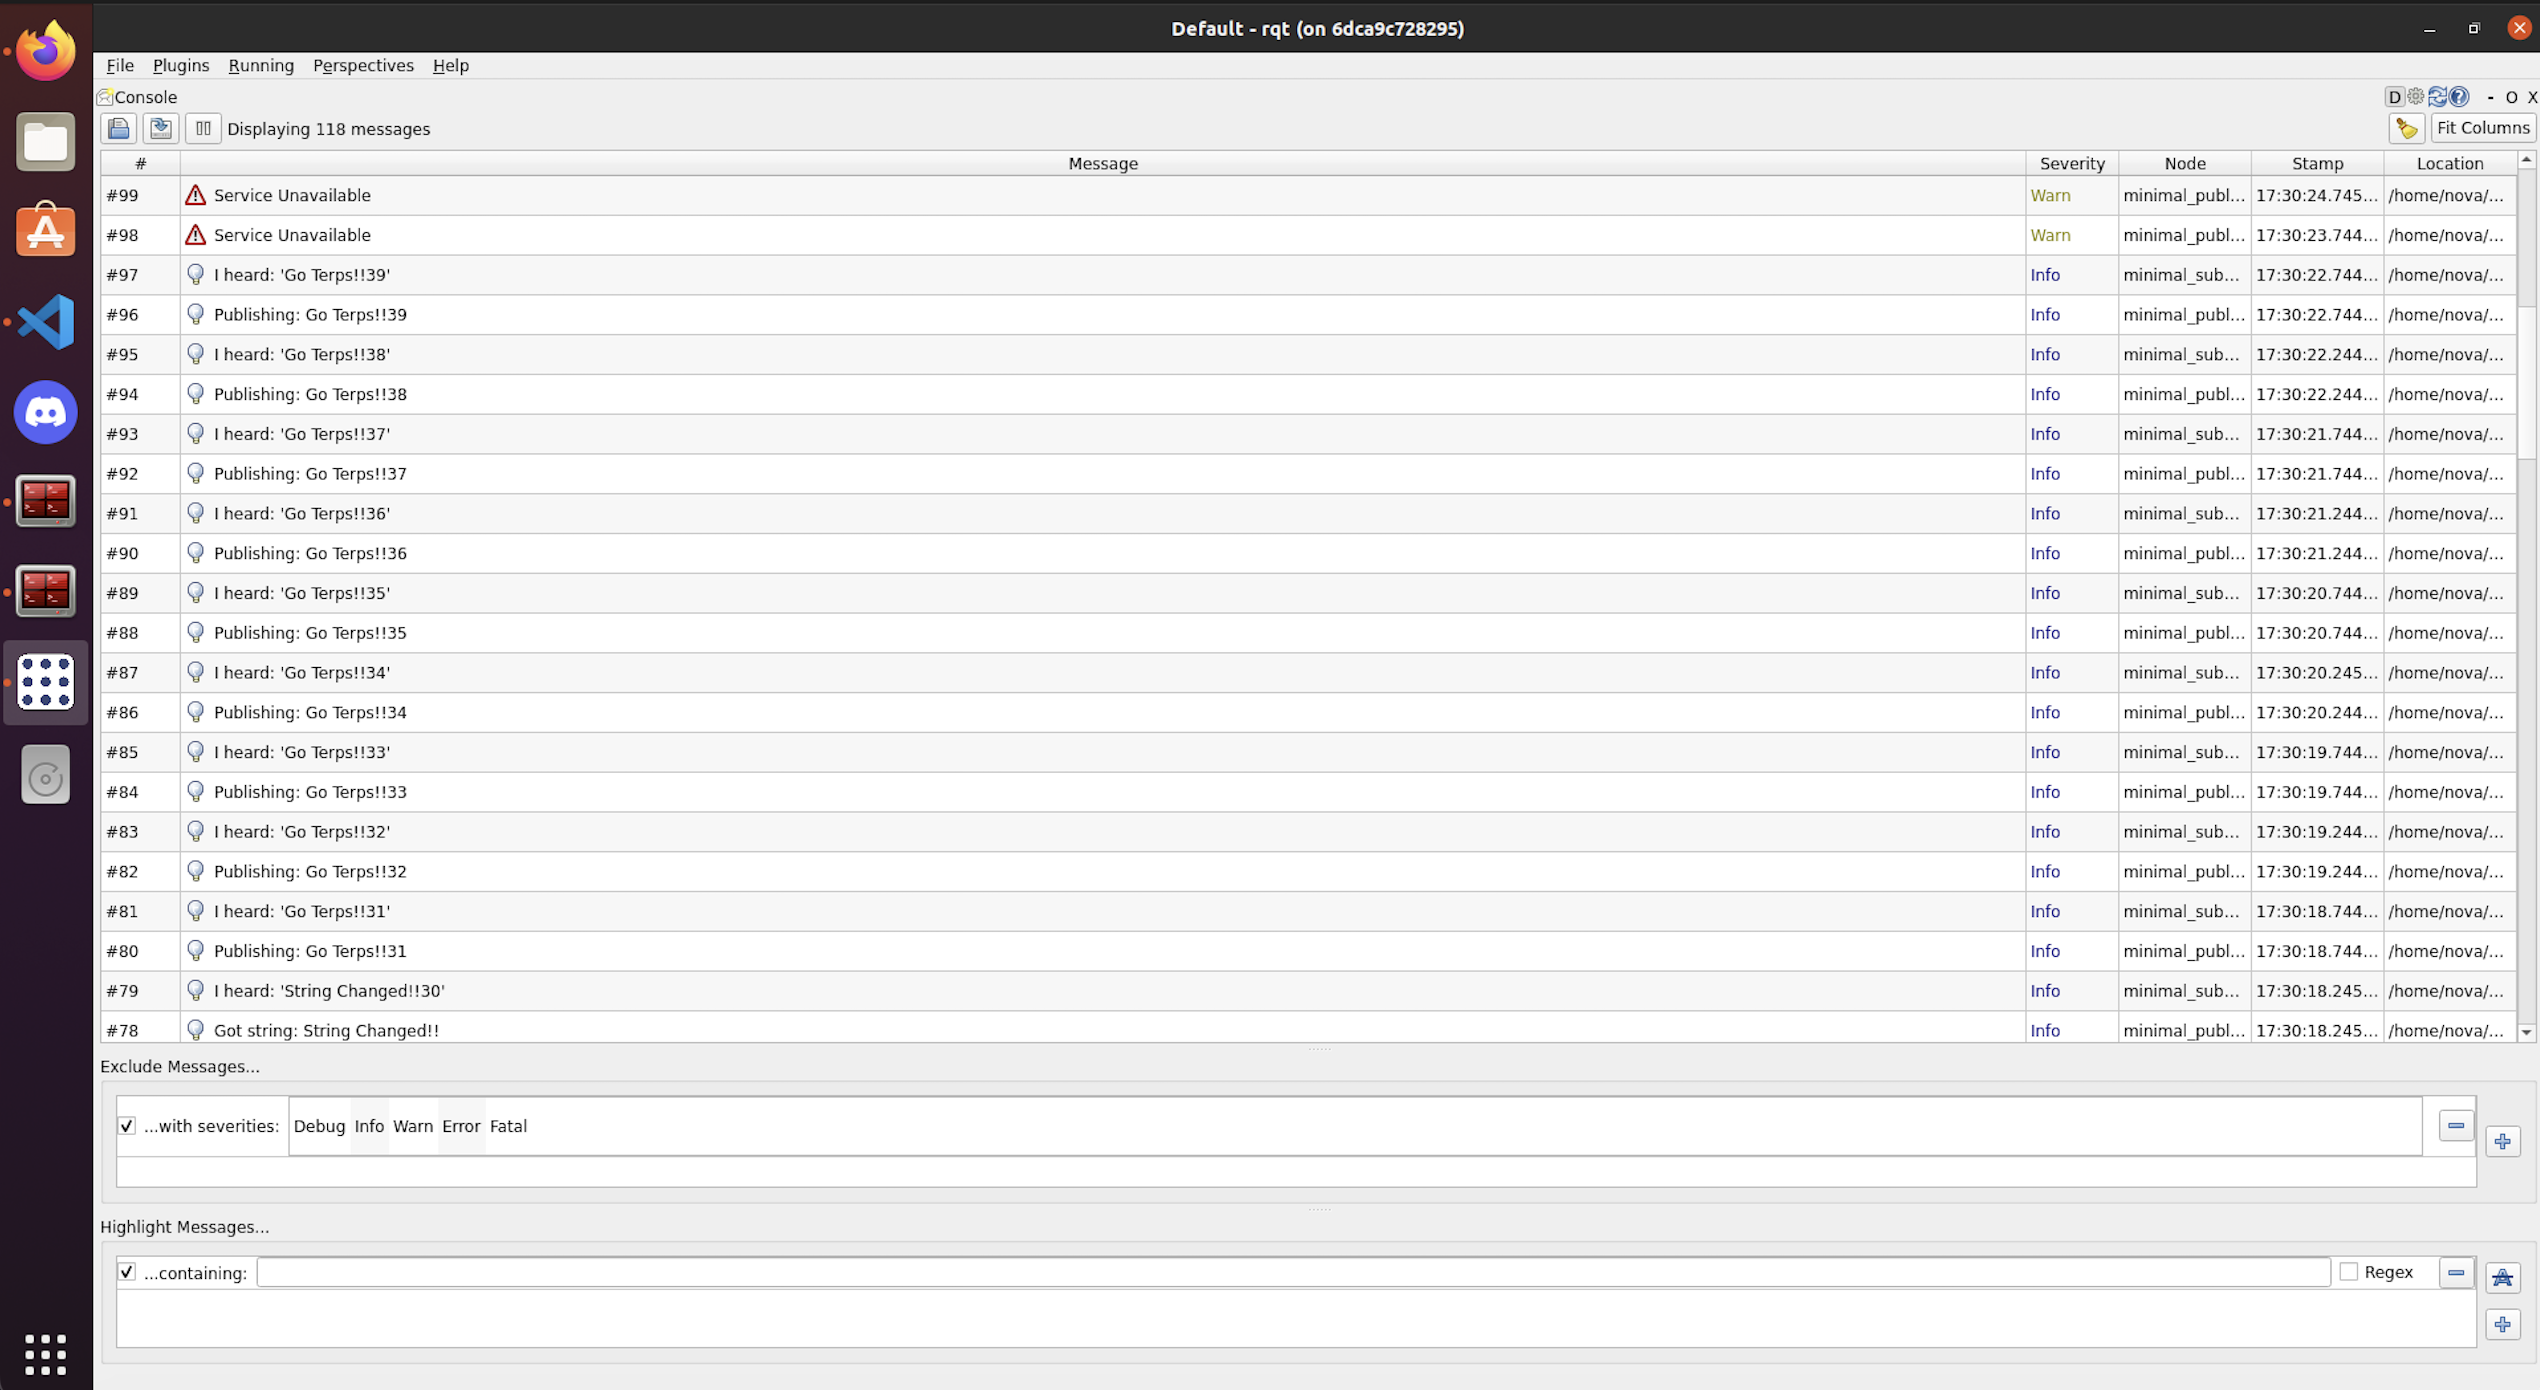 Default - rqt (on 6dca9c728295)
File Plugins Running Perspectives Help
Console D - O X
Displaying 118 messages Fit Columns
# Message Severity Node Stamp Location
#99 Service Unavailable Warn minimal_publ... 17:30:24.745... /home/nova/...
#98 Service Unavailable Warn minimal_publ... 17:30:23.744... /home/nova/...
#97 I heard: 'Go Terps!!39' Info minimal_sub... 17:30:22.744... /home/nova/...
#96 Publishing: Go Terps!!39 Info minimal_publ... 17:30:22.744... /home/nova/...
#95 I heard: 'Go Terps!!38' Info minimal_sub... 17:30:22.244... /home/nova/...
#94 Publishing: Go Terps!!38 Info minimal_publ... 17:30:22.244... /home/nova/...
#93 I heard: 'Go Terps!!37' Info minimal_sub... 17:30:21.744... /home/nova/...
#92 Publishing: Go Terps!!37 Info minimal_publ... 17:30:21.744... /home/nova/...
#91 I heard: 'Go Terps!!36' Info minimal_sub... 17:30:21.244... /home/nova/...
#90 Publishing: Go Terps!!36 Info minimal_publ... 17:30:21.244... /home/nova/...
#89 I heard: 'Go Terps!!35' Info minimal_sub... 17:30:20.744... /home/nova/...
#88 Publishing: Go Terps!!35 Info minimal_publ... 17:30:20.744... /home/nova/...
#87 I heard: 'Go Terps!!34' Info minimal_sub... 17:30:20.245... /home/nova/...
#86 Publishing: Go Terps!!34 Info minimal_publ... 17:30:20.244... /home/nova/...
#85 I heard: 'Go Terps!!33' Info minimal_sub... 17:30:19.744... /home/nova/...
#84 Publishing: Go Terps!!33 Info minimal_publ... 17:30:19.744... /home/nova/...
#83 I heard: 'Go Terps!!32' Info minimal_sub... 17:30:19.244... /home/nova/...
#82 Publishing: Go Terps!!32 Info minimal_publ... 17:30:19.244... /home/nova/...
#81 I heard: 'Go Terps!!31' Info minimal_sub... 17:30:18.744... /home/nova/...
#80 Publishing: Go Terps!!31 Info minimal_publ... 17:30:18.744... /home/nova/...
#79 I heard: 'String Changed!!30' Info minimal_sub... 17:30:18.245... /home/nova/...
#78 Got string: String Changed!! Info minimal_publ... 17:30:18.245... /home/nova/...
Exclude Messages...
...with severities: Debug Info Warn Error Fatal
Highlight Messages...
...containing: Regex